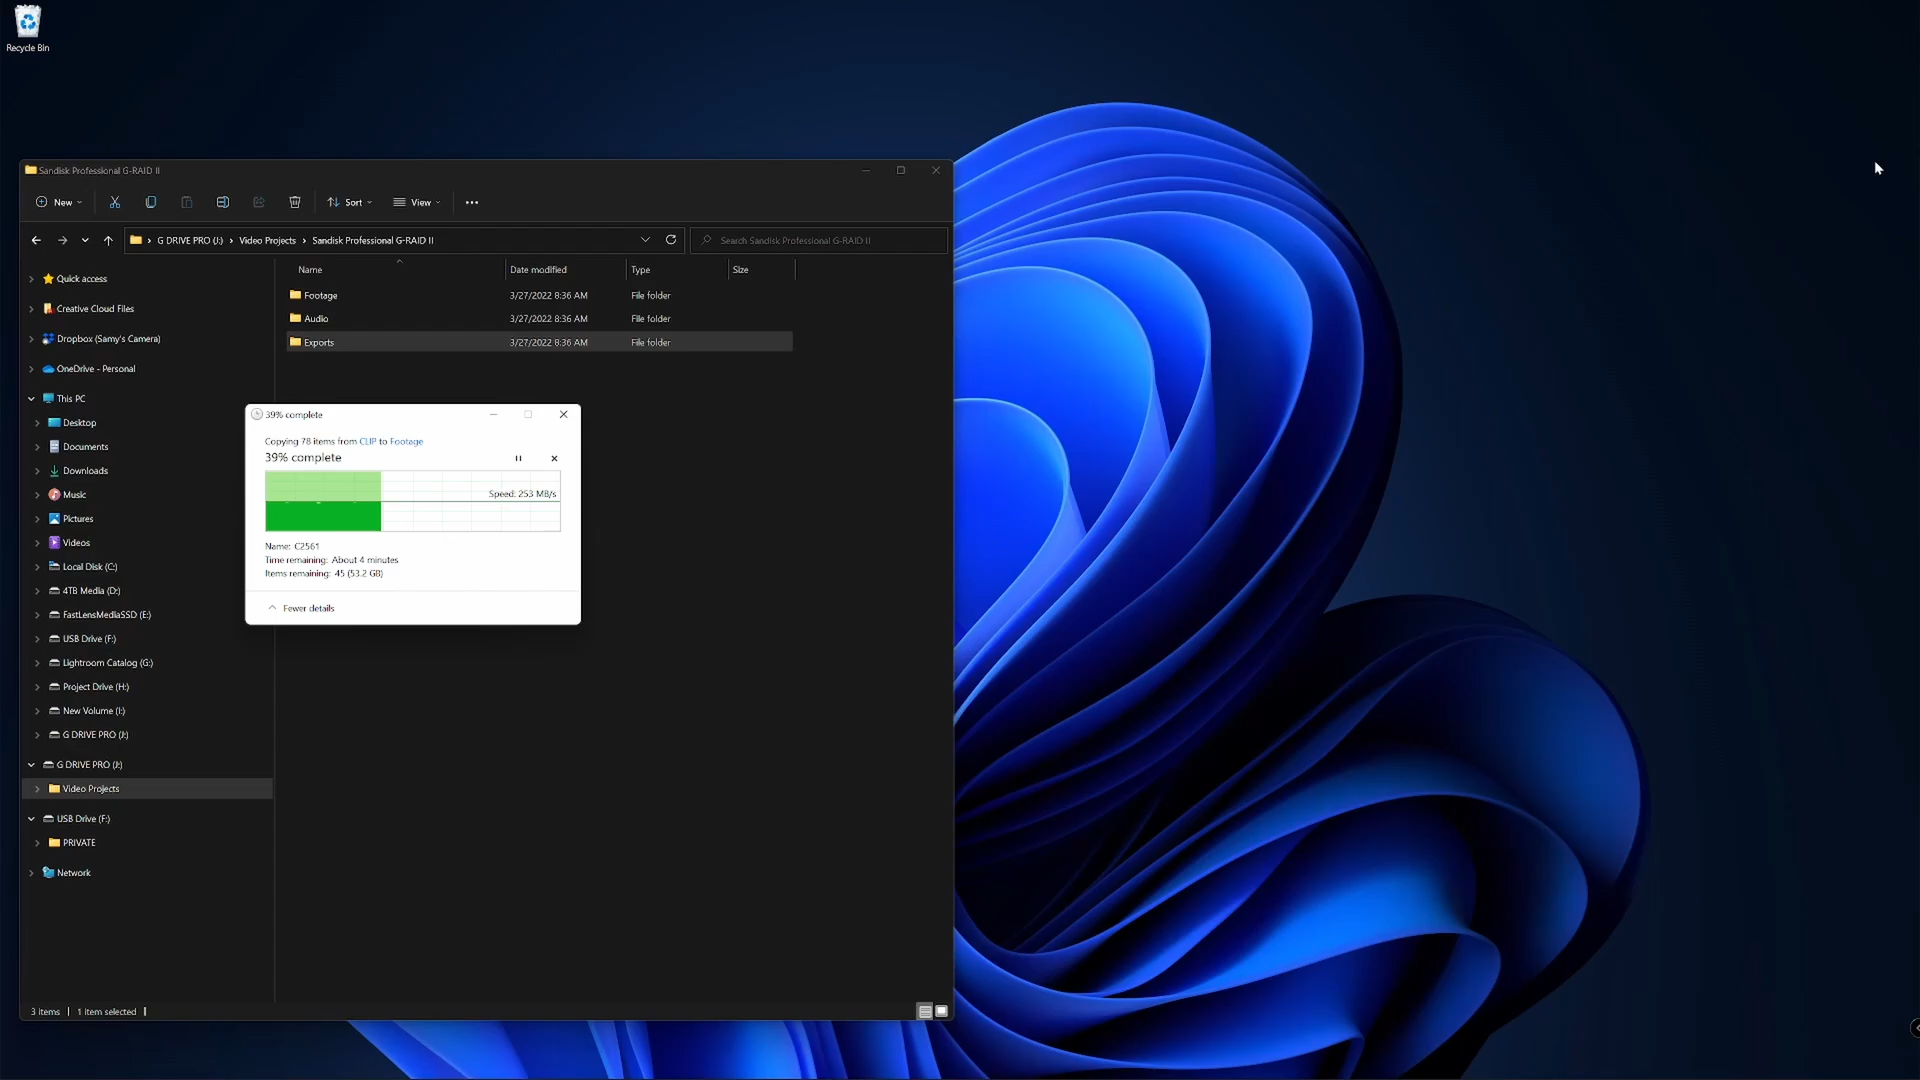 Recycle Bin
Sandisk Professional G-RAID II
New
Sort
View
G DRIVE PRO (J:) Video Projects Sandisk Professional G-RAID II
Search Sandisk Professional G-RAID II
Name Date modified Type Size
Footage 3/27/2022 8:36 AM File folder
Audio 3/27/2022 8:36 AM File folder
Exports 3/27/2022 8:36 AM File folder
Quick access
Creative Cloud Files
Dropbox (Samy's Camera)
OneDrive - Personal
This PC
Desktop
Documents
Downloads
Music
Pictures
Videos
Local Disk (C:)
4TB Media (D:)
FastLensMediaSSD (E:)
USB Drive (F:)
Lightroom Catalog (G:)
Project Drive (H:)
New Volume (I:)
G DRIVE PRO (J:)
G DRIVE PRO (J:)
Video Projects
USB Drive (F:)
PRIVATE
Network
39% complete
Copying 78 items from CLIP to Footage
39% complete
Speed: 253 MB/s
Name: C2561
Time remaining: About 4 minutes
Items remaining: 45 (53.2 GB)
Fewer details
3 items 1 item selected